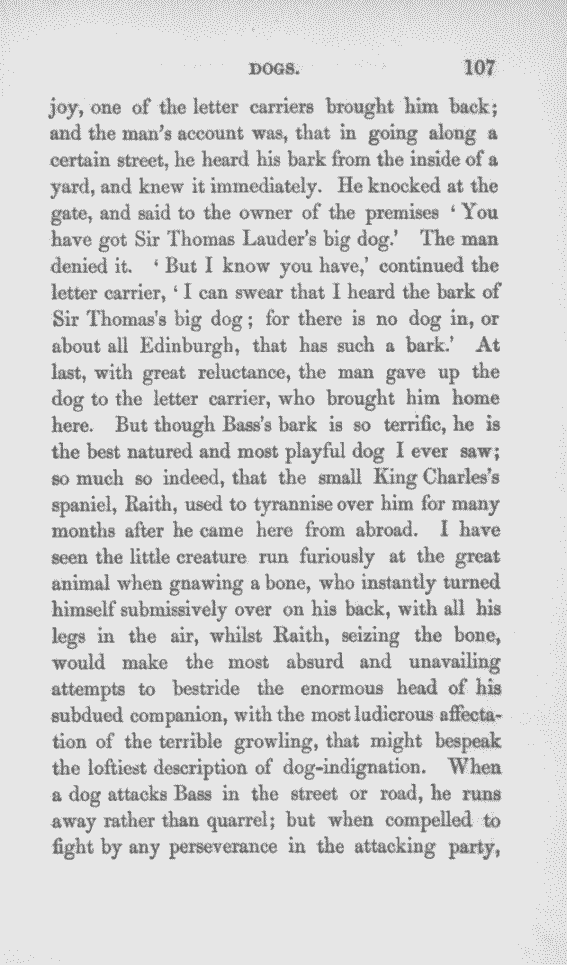 DOGS. 107
joy, one of the letter carriers brought him back;
and the man's account was, that in going along a
certain street, he heard his bark from the inside of a
yard, and knew it immediately. He knocked at the
gate, and said to the owner of the premises ‘ You
have got Sir Thomas Lauder's big dog.’ The man
denied it. ‘ But I know you have,’ continued the
letter carrier, ‘ I can swear that I heard the bark of
Sir Thomas's big dog; for there is no dog in, or
about all Edinburgh, that has such a bark.’ At
last, with great reluctance, the man gave up the
dog to the letter carrier, who brought him home
here. But though Bass's bark is so terrific, he is
the best natured and most playful dog I ever saw;
so much so indeed, that the small King Charles's
spaniel, Raith, used to tyrannise over him for many
months after he came here from abroad. I have
seen the little creature run furiously at the great
animal when gnawing a bone, who instantly turned
himself submissively over on his back, with all his
legs in the air, whilst Raith, seizing the bone,
would make the most absurd and unavailing
attempts to bestride the enormous head of his
subdued companion, with the most ludicrous affecta-
tion of the terrible growling, that might bespeak
the loftiest description of dog-indignation. When
a dog attacks Bass in the street or road, he runs
away rather than quarrel; but when compelled to
fight by any perseverance in the attacking party,